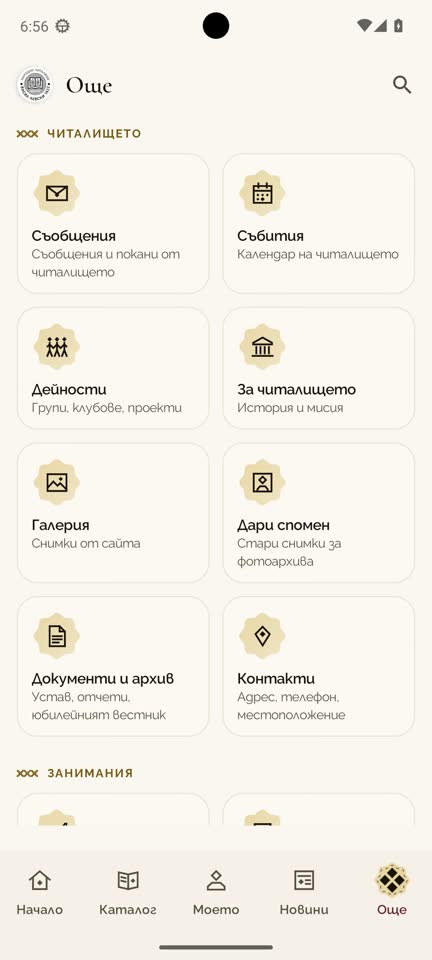 6:56
Още
ЧИТАЛИЩЕТО
Съобщения
Съобщения и покани от
читалището
Събития
Календар на читалището
Дейности
Групи, клубове, проекти
За читалището
История и мисия
Галерия
Снимки от сайта
Дари спомен
Стари снимки за
фотоархива
Документи и архив
Устав, отчети,
юбилейният вестник
Контакти
Адрес, телефон,
местоположение
ЗАНИМАНИЯ
Начало
Каталог
Моето
Новини
Още